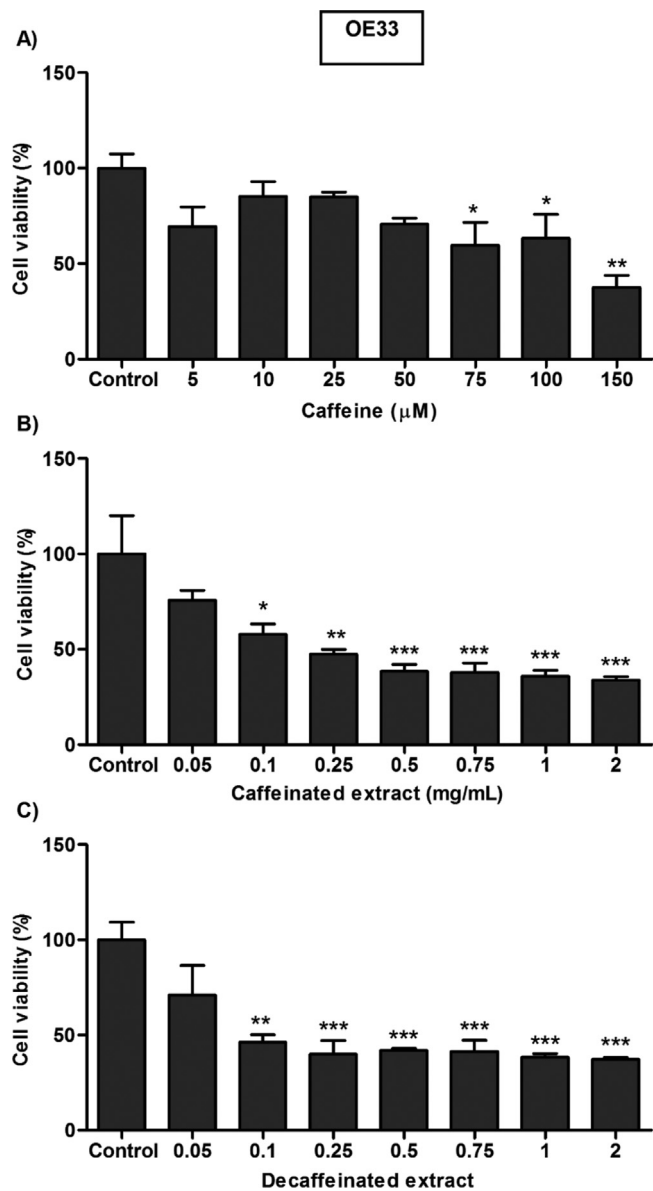 A)
OE33
150
100
50
0
Cell viability (%)
*
*
**
Control 5 10 25 50 75 100 150
Caffeine (μM)
B)
150
100
50
0
Cell viability (%)
*
**
***
***
***
***
Control 0.05 0.1 0.25 0.5 0.75 1 2
Caffeinated extract (mg/mL)
C)
150
100
50
0
Cell viability (%)
**
***
***
***
***
***
Control 0.05 0.1 0.25 0.5 0.75 1 2
Decaffeinated extract